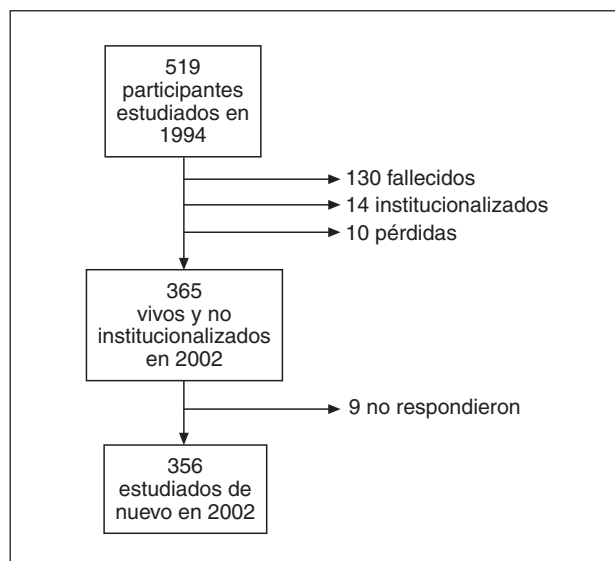 519
participantes
estudiados en
1994
130 fallecidos
14 institucionalizados
10 pérdidas
365
vivos y no
institucionalizados
en 2002
9 no respondieron
356
estudiados de
nuevo en 2002